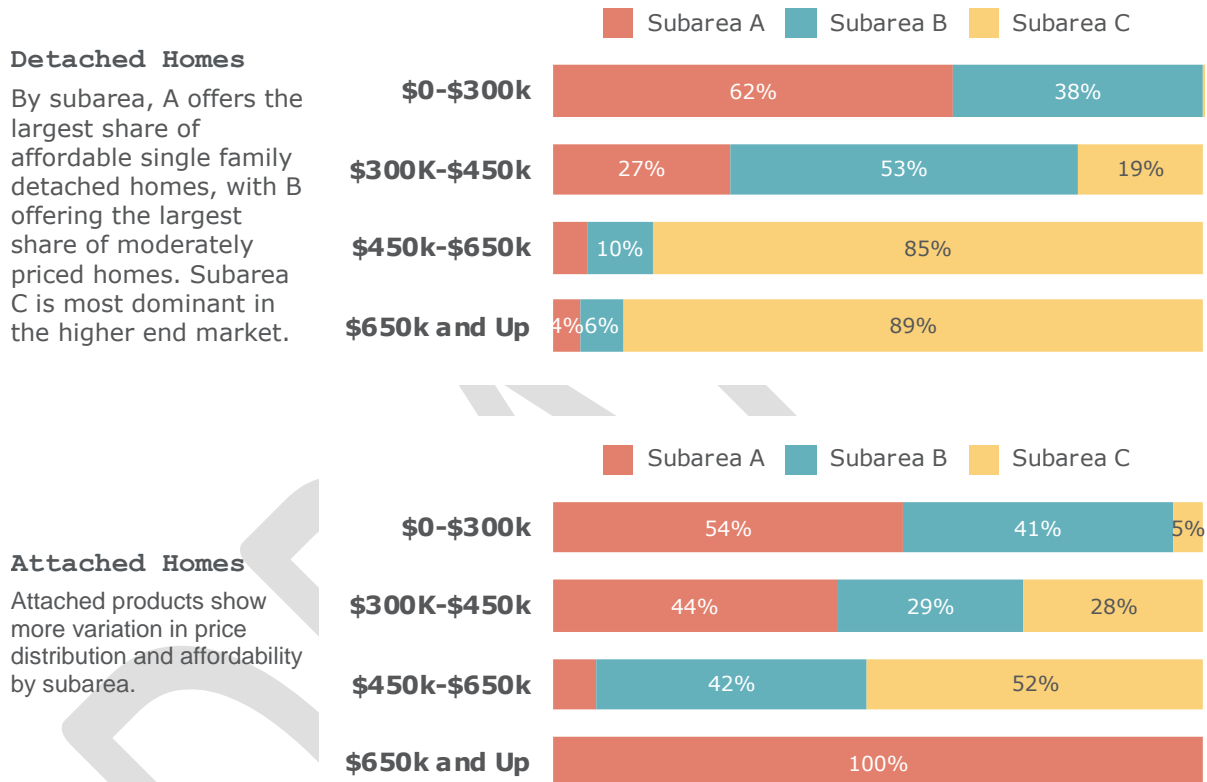 Subarea A Subarea B Subarea C
Detached Homes
By subarea, A offers the
largest share of
affordable single family
detached homes, with B
offering the largest
share of moderately
priced homes. Subarea
C is most dominant in
the higher end market.
$0-$300k 62% 38%
$300K-$450k 27% 53% 19%
$450k-$650k 10% 85%
$650k and Up 4% 6% 89%
Subarea A Subarea B Subarea C
Attached Homes
Attached products show
more variation in price
distribution and affordability
by subarea.
$0-$300k 54% 41% 5%
$300K-$450k 44% 29% 28%
$450k-$650k 42% 52%
$650k and Up 100%